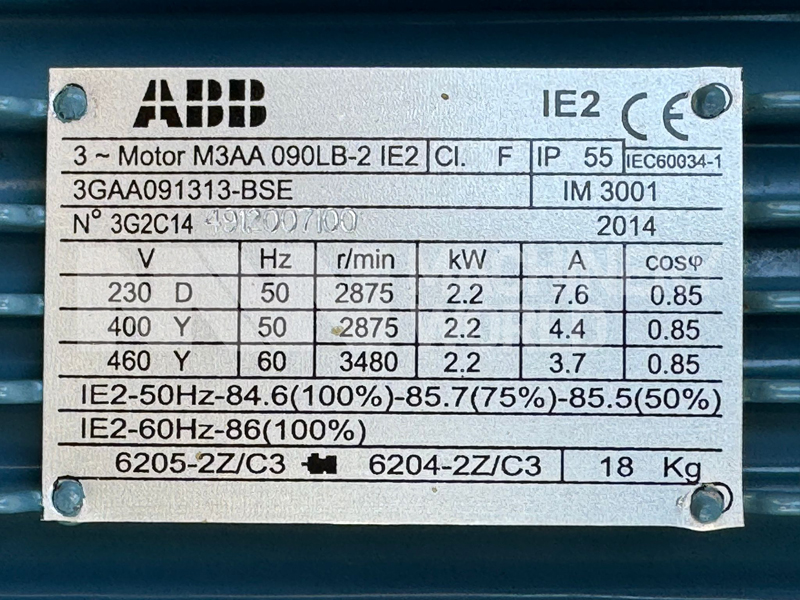 ABB IE2 CE
3 ~ Motor M3AA 090LB-2 IE2 Cl. F IP 55 IEC60034-1
3GAA091313-BSE IM 3001
N° 3G2C14 4912007100 2014
V Hz r/min kW A cosφ
230 D 50 2875 2.2 7.6 0.85
400 Y 50 2875 2.2 4.4 0.85
460 Y 60 3480 2.2 3.7 0.85
IE2-50Hz-84.6(100%)-85.7(75%)-85.5(50%)
IE2-60Hz-86(100%)
6205-2Z/C3 6204-2Z/C3 18 Kg